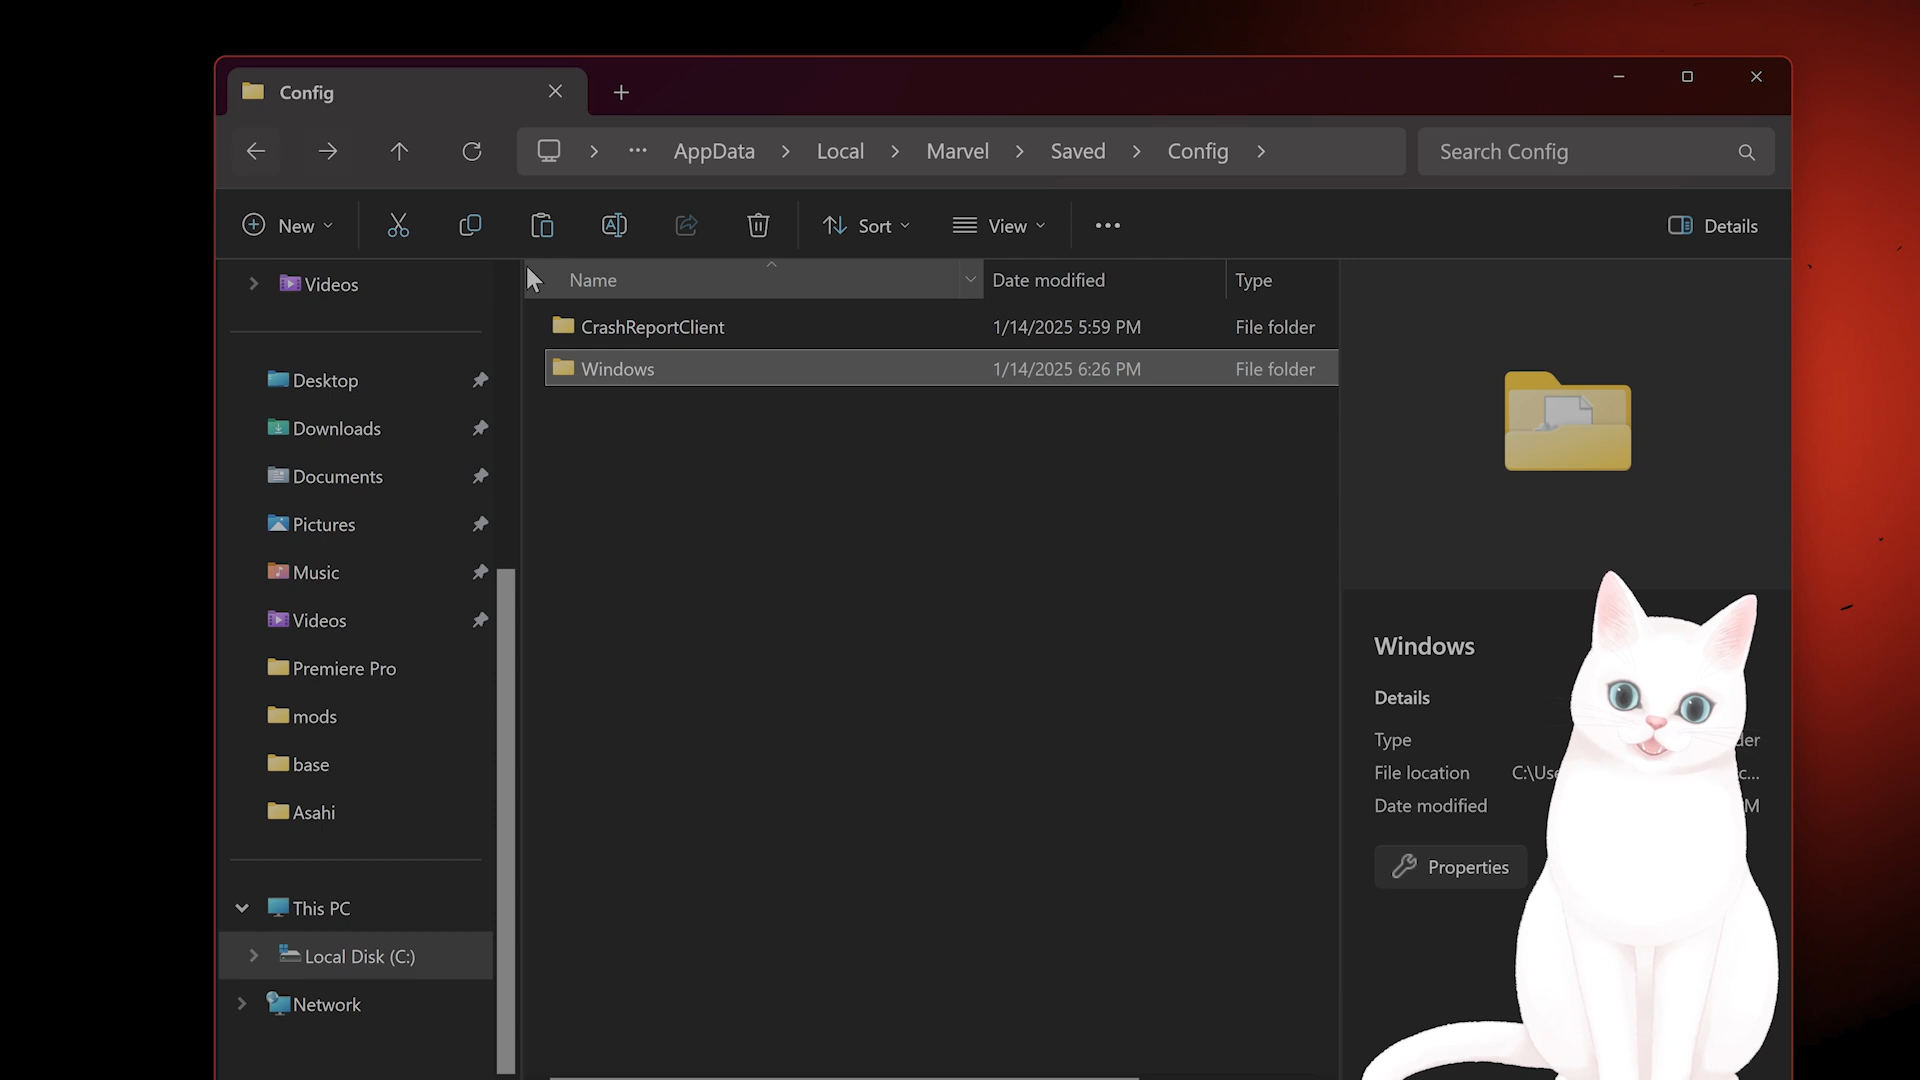 Config
AppData
Local
Marvel
Saved
Config
Search Config
New
Sort
View
Details
Videos
Desktop
Downloads
Documents
Pictures
Music
Videos
Premiere Pro
mods
base
Asahi
This PC
Local Disk (C:)
Network
Name
Date modified
Type
CrashReportClient
1/14/2025 5:59 PM
File folder
Windows
1/14/2025 6:26 PM
File folder
Windows
Details
Type
File location
Date modified
Properties